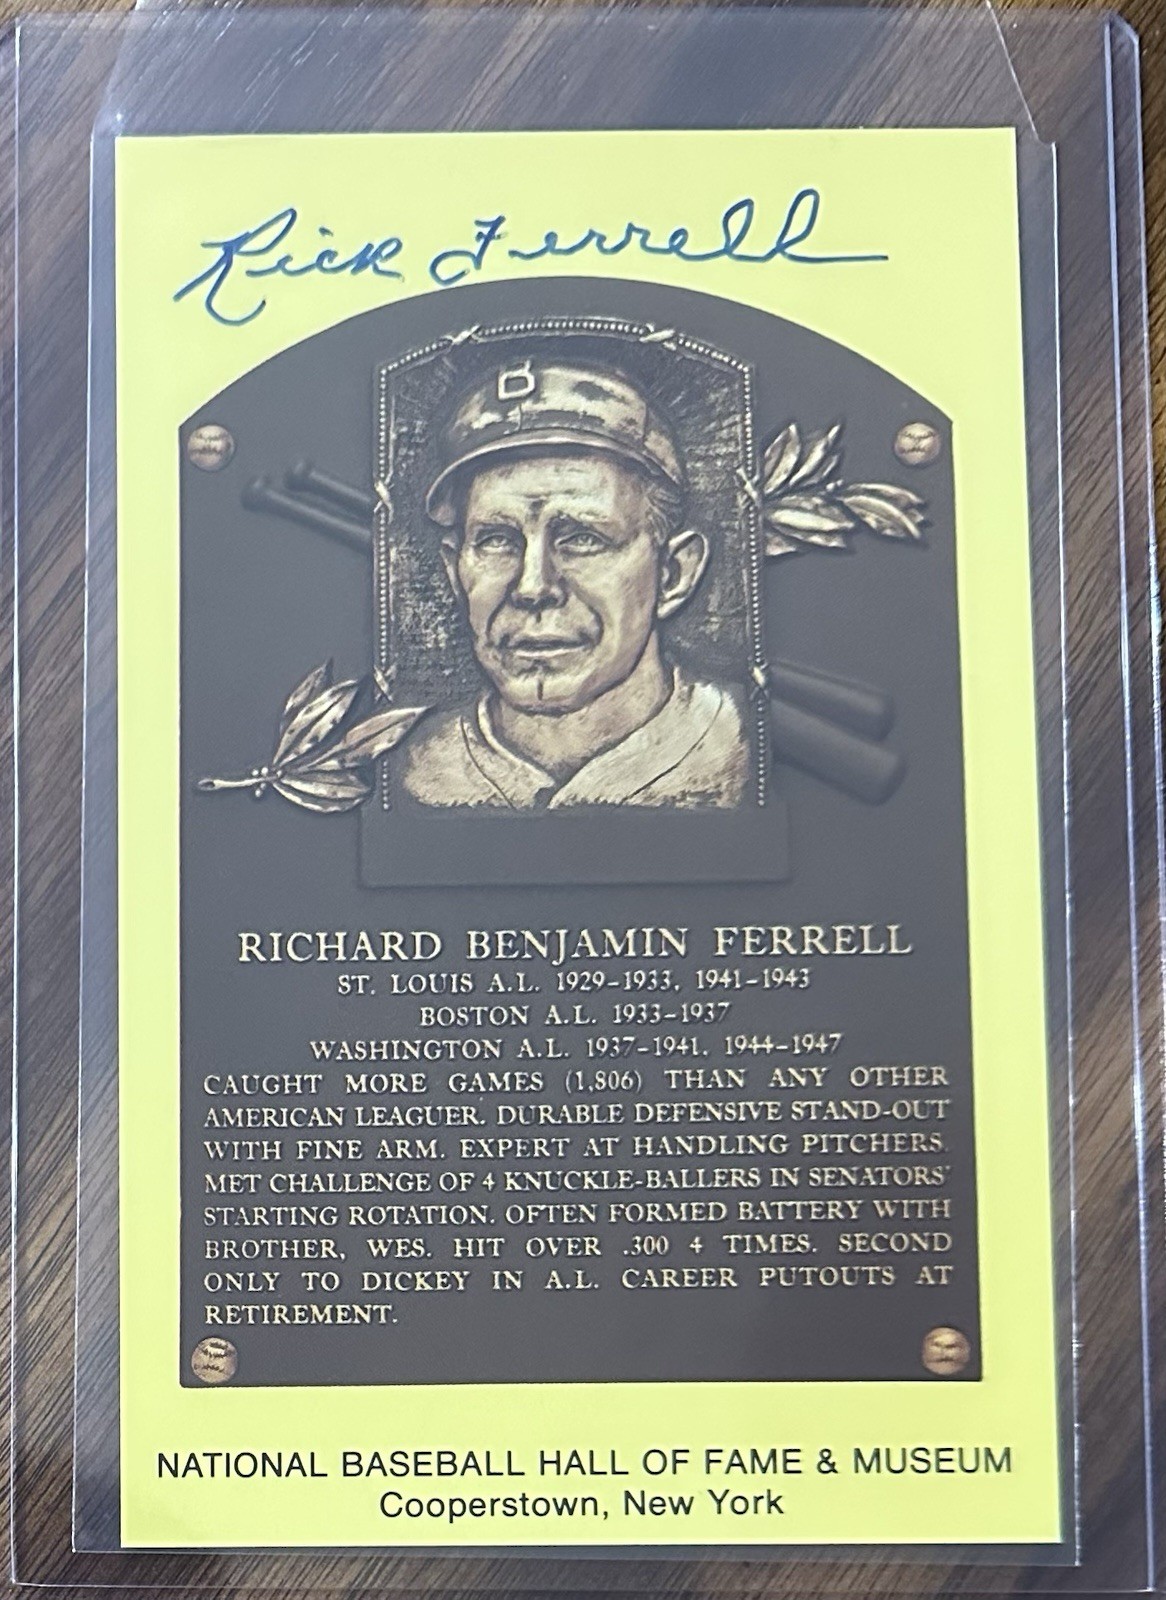 Rick Ferrell
B
RICHARD BENJAMIN FERRELL
ST. LOUIS A.L. 1929–1933, 1941–1943
BOSTON A.L. 1933–1937
WASHINGTON A.L. 1937–1941, 1944–1947
CAUGHT MORE GAMES (1,806) THAN ANY OTHER
AMERICAN LEAGUER. DURABLE DEFENSIVE STAND-OUT
WITH FINE ARM. EXPERT AT HANDLING PITCHERS.
MET CHALLENGE OF 4 KNUCKLE-BALLERS IN SENATORS'
STARTING ROTATION. OFTEN FORMED BATTERY WITH
BROTHER, WES. HIT OVER .300 4 TIMES. SECOND
ONLY TO DICKEY IN A.L. CAREER PUTOUTS AT
RETIREMENT.
NATIONAL BASEBALL HALL OF FAME & MUSEUM
Cooperstown, New York